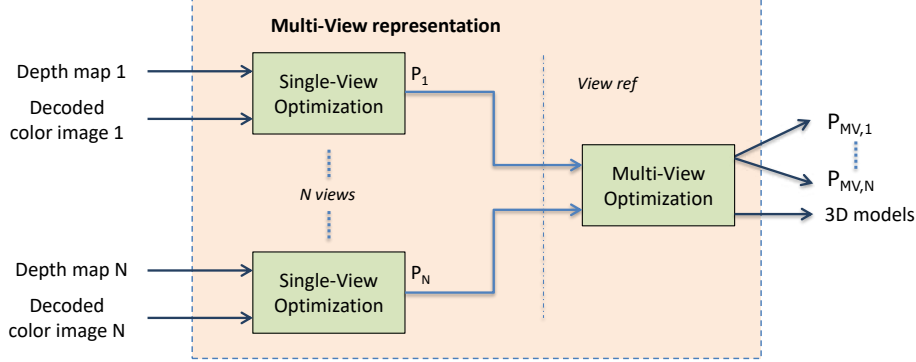 Multi-View representation
Depth map 1
Decoded
color image 1
Single-View
Optimization
P1
View ref
N views
Multi-View
Optimization
PMV,1
PMV,N
3D models
Depth map N
Decoded
color image N
Single-View
Optimization
PN